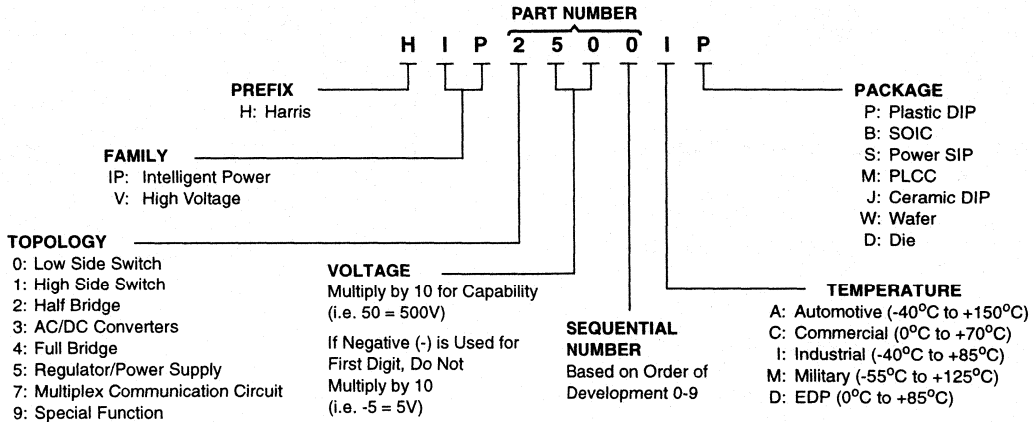 PART NUMBER
H I P 2 5 0 0 I P
PREFIX
H: Harris
FAMILY
IP: Intelligent Power
V: High Voltage
TOPOLOGY
0: Low Side Switch
1: High Side Switch
2: Half Bridge
3: AC/DC Converters
4: Full Bridge
5: Regulator/Power Supply
7: Multiplex Communication Circuit
9: Special Function
VOLTAGE
Multiply by 10 for Capability
(i.e. 50 = 500V)
If Negative (-) is Used for
First Digit, Do Not
Multiply by 10
(i.e. -5 = 5V)
SEQUENTIAL
NUMBER
Based on Order of
Development 0-9
PACKAGE
P: Plastic DIP
B: SOIC
S: Power SIP
M: PLCC
J: Ceramic DIP
W: Wafer
D: Die
TEMPERATURE
A: Automotive (-40°C to +150°C)
C: Commercial (0°C to +70°C)
I: Industrial (-40°C to +85°C)
M: Military (-55°C to +125°C)
D: EDP (0°C to +85°C)